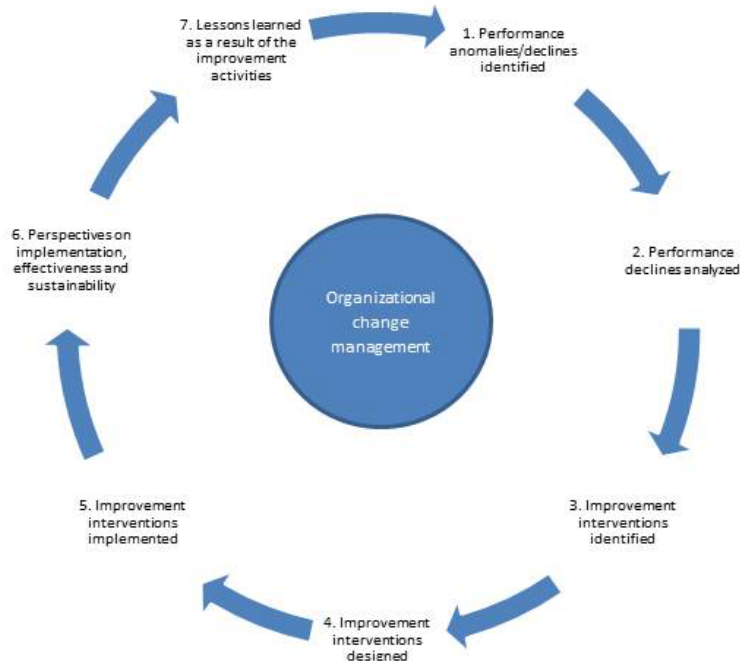 7. Lessons learned
as a result of the
improvement
activities
1. Performance
anomalies/declines
identified
2. Performance
declines analyzed
3. Improvement
interventions
identified
4. Improvement
interventions
designed
5. Improvement
interventions
implemented
6. Perspectives on
implementation,
effectiveness and
sustainability
Organizational
change
management